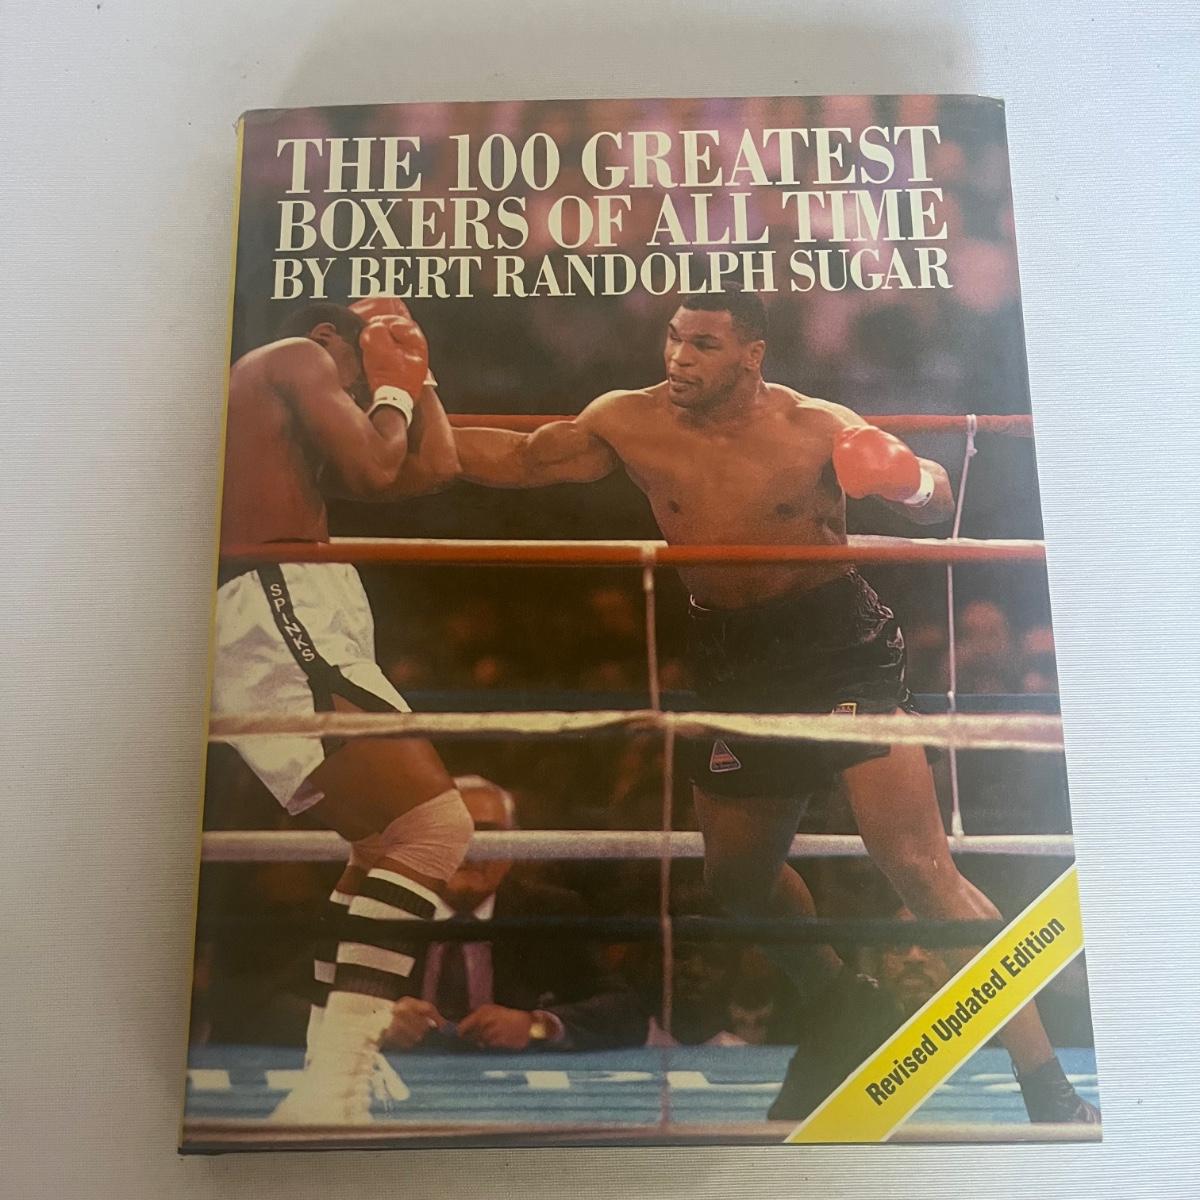 THE 100 GREATEST
BOXERS OF ALL TIME
BY BERT RANDOLPH SUGAR
SPINKS
Revised Updated Edition